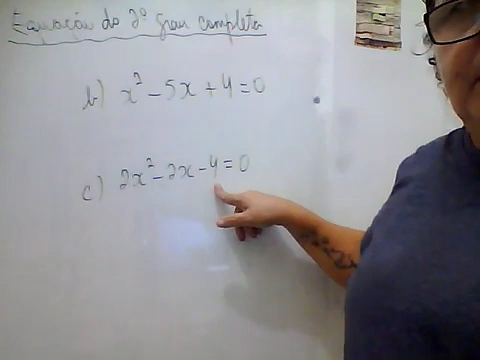 Equação do 2º grau completa
b) x² - 5x + 4 = 0
c) 2x² - 2x - 4 = 0